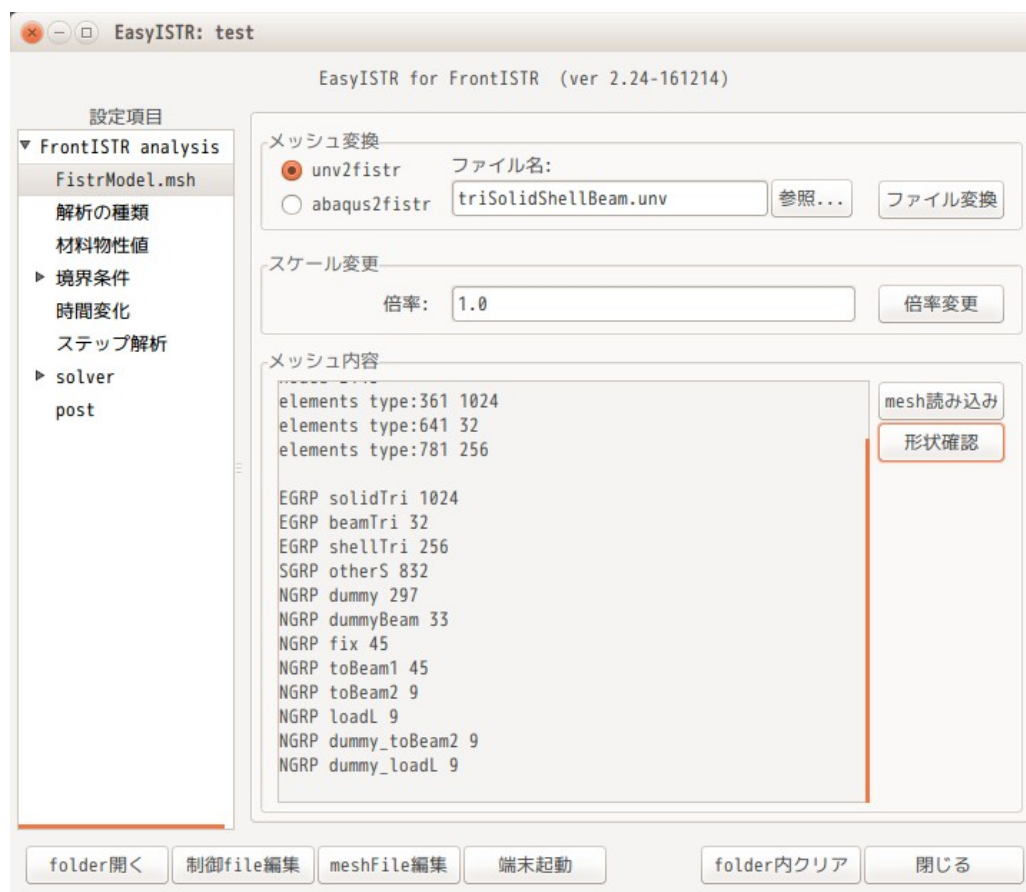 EasyISTR: test
EasyISTR for FrontISTR (ver 2.24-161214)
設定項目
FrontISTR analysis
FistrModel.msh
解析の種類
材料物性値
境界条件
時間変化
ステップ解析
solver
post
メッシュ変換
unv2fistr
ファイル名:
abaqus2fistr
triSolidShellBeam.unv
参照...
ファイル変換
スケール変更
倍率:
1.0
倍率変更
メッシュ内容
elements type:361 1024
elements type:641 32
elements type:781 256
EGRP solidTri 1024
EGRP beamTri 32
EGRP shellTri 256
SGRP otherS 832
NGRP dummy 297
NGRP dummyBeam 33
NGRP fix 45
NGRP toBeam1 45
NGRP toBeam2 9
NGRP loadL 9
NGRP dummy_toBeam2 9
NGRP dummy_loadL 9
mesh読み込み
形状確認
folder開く
制御file編集
meshFile編集
端末起動
folder内クリア
閉じる